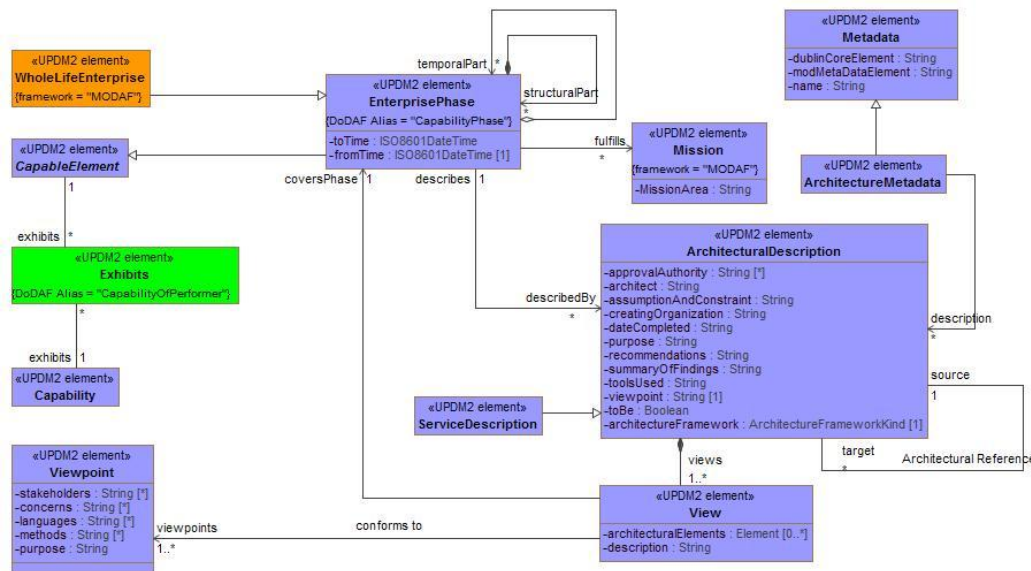 «UPDM2 element»
WholeLifeEnterprise
{framework = "MODAF"}
«UPDM2 element»
EnterprisePhase
{DoDAF Alias = "CapabilityPhase"}
-toTime : ISO8601DateTime
-fromTime : ISO8601DateTime [1]
temporalPart
*
structuralPart
*
«UPDM2 element»
Metadata
-dublinCoreElement : String
-modMetaDataElement : String
-name : String
«UPDM2 element»
CapableElement
1
fulfills
*
«UPDM2 element»
Mission
{framework = "MODAF"}
-MissionArea : String
«UPDM2 element»
ArchitectureMetadata
coversPhase
1
describes
1
exhibits
*
«UPDM2 element»
Exhibits
{DoDAF Alias = "CapabilityOfPerformer"}
*
exhibits
1
«UPDM2 element»
Capability
describedBy
*
«UPDM2 element»
ArchitecturalDescription
-approvalAuthority : String [*]
-architect : String
-assumptionAndConstraint : String
-creatingOrganization : String
-dateCompleted : String
-purpose : String
-recommendations : String
-summaryOfFindings : String
-toolsUsed : String
-viewpoint : String [1]
-toBe : Boolean
-architectureFramework : ArchitectureFrameworkKind [1]
description
*
source
1
target
*
Architectural Reference
«UPDM2 element»
ServiceDescription
views
1..*
«UPDM2 element»
Viewpoint
-stakeholders : String [*]
-concerns : String [*]
-languages : String [*]
-methods : String [*]
-purpose : String
viewpoints
1..*
conforms to
«UPDM2 element»
View
-architecturalElements : Element [0..*]
-description : String